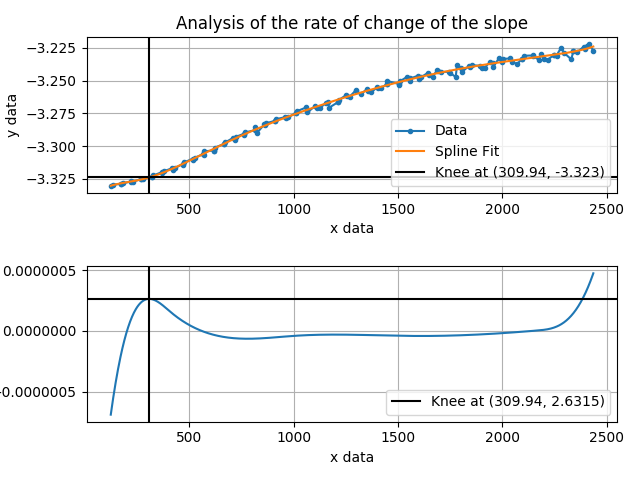 Analysis of the rate of change of the slope
−3.225
−3.250
−3.275
−3.300
−3.325
y data
Data
Spline Fit
Knee at (309.94, -3.323)
500
1000
1500
2000
2500
x data
0.0000005
0.0000000
0.0000005
Knee at (309.94, 2.6315)
500
1000
1500
2000
2500
x data